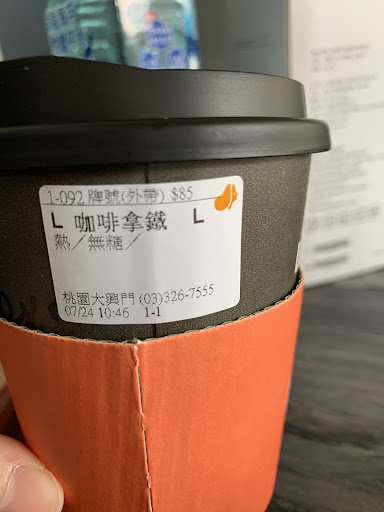 1-092 牌號(外帶) $85
L 咖啡拿鐵 L
熱／無糖／
桃園大興門 (03)326-7555
07/24 10:46 1-1